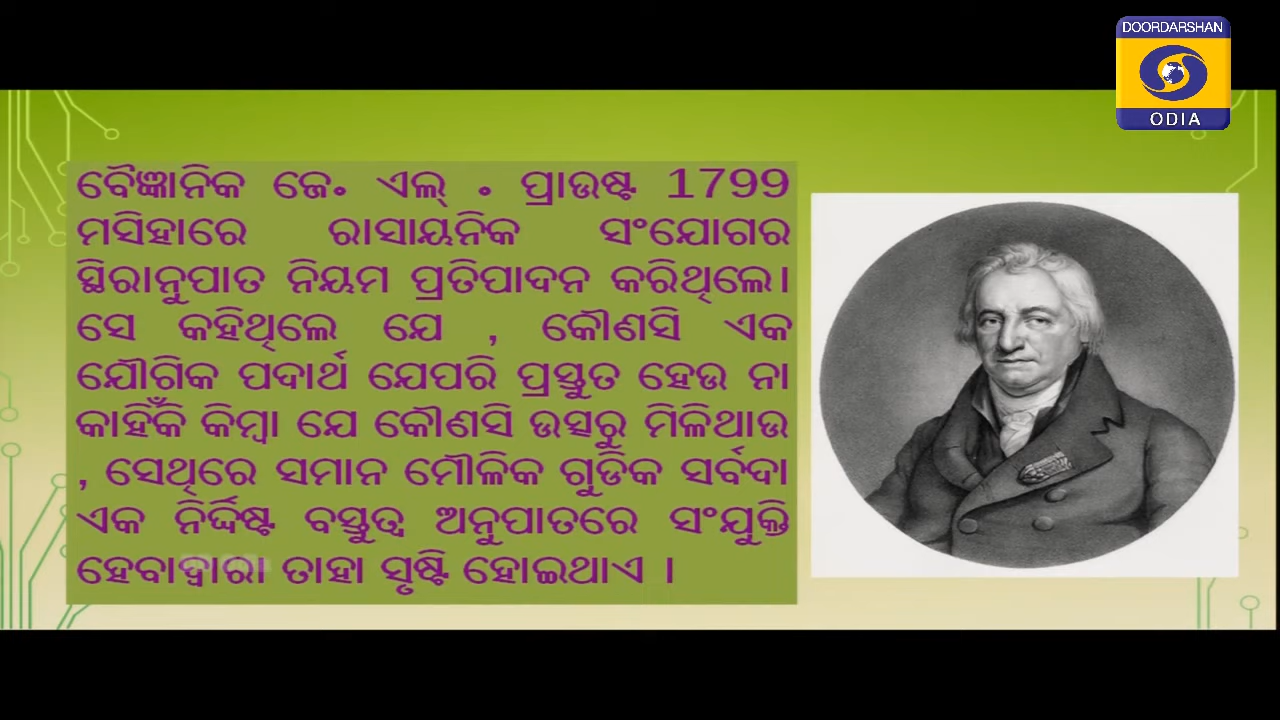 DOORDARSHAN
ODIA
ବୈଜ୍ଞାନିକ ଜେ॰ ଏଲ୍ ॰ ପ୍ରାଉଷ୍ଟ 1799
ମସିହାରେ ରାସାୟନିକ ସଂଯୋଗର
ସ୍ଥିରାନୁପାତ ନିୟମ ପ୍ରତିପାଦନ କରିଥିଲେ।
ସେ କହିଥିଲେ ଯେ , କୌଣସି ଏକ
ଯୌଗିକ ପଦାର୍ଥ ଯେପରି ପ୍ରସ୍ତୁତ ହେଉ ନା
କାହିଁକି କିମ୍ବା ଯେ କୌଣସି ଉତ୍ସରୁ ମିଳିଥାଉ
, ସେଥିରେ ସମାନ ମୌଳିକ ଗୁଡିକ ସର୍ବଦା
ଏକ ନିର୍ଦ୍ଦିଷ୍ଟ ବସ୍ତୁତ୍ୱ ଅନୁପାତରେ ସଂଯୁକ୍ତି
ହେବାଦ୍ୱାରା ତାହା ସୃଷ୍ଟି ହୋଇଥାଏ ।